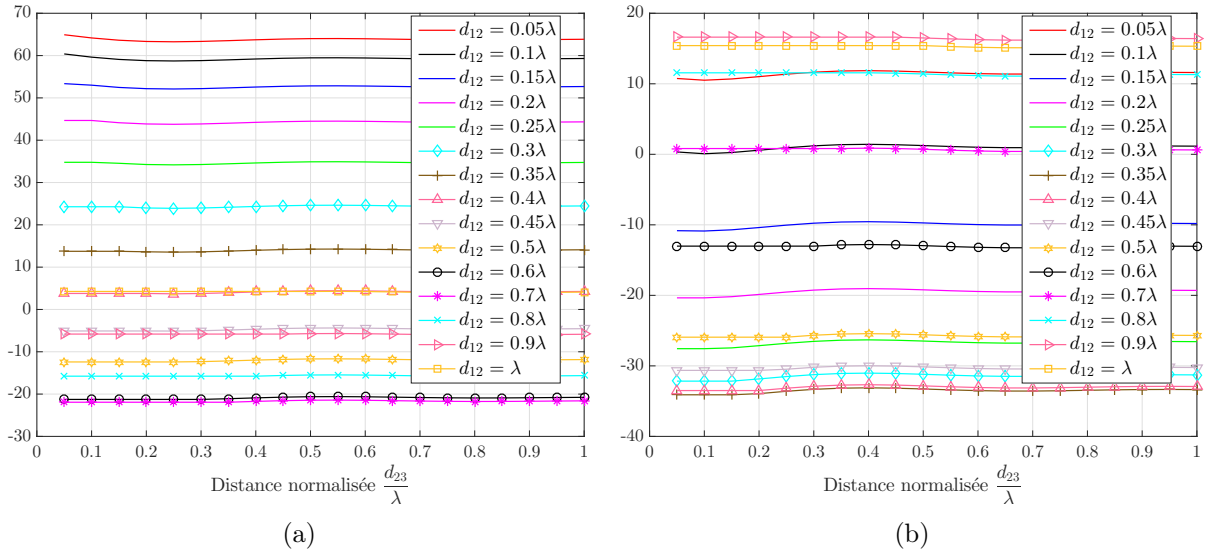 70
60
50
40
30
20
10
0
-10
-20
-30
0
0.1
0.2
0.3
0.4
0.5
0.6
0.7
0.8
0.9
1
d₁₂ = 0.05λ
d₁₂ = 0.1λ
d₁₂ = 0.15λ
d₁₂ = 0.2λ
d₁₂ = 0.25λ
d₁₂ = 0.3λ
d₁₂ = 0.35λ
d₁₂ = 0.4λ
d₁₂ = 0.45λ
d₁₂ = 0.5λ
d₁₂ = 0.6λ
d₁₂ = 0.7λ
d₁₂ = 0.8λ
d₁₂ = 0.9λ
d₁₂ = λ
Distance normalisée d₂₃/λ
(a)
20
10
0
-10
-20
-30
-40
0
0.1
0.2
0.3
0.4
0.5
0.6
0.7
0.8
0.9
1
d₁₂ = 0.05λ
d₁₂ = 0.1λ
d₁₂ = 0.15λ
d₁₂ = 0.2λ
d₁₂ = 0.25λ
d₁₂ = 0.3λ
d₁₂ = 0.35λ
d₁₂ = 0.4λ
d₁₂ = 0.45λ
d₁₂ = 0.5λ
d₁₂ = 0.6λ
d₁₂ = 0.7λ
d₁₂ = 0.8λ
d₁₂ = 0.9λ
d₁₂ = λ
Distance normalisée d₂₃/λ
(b)